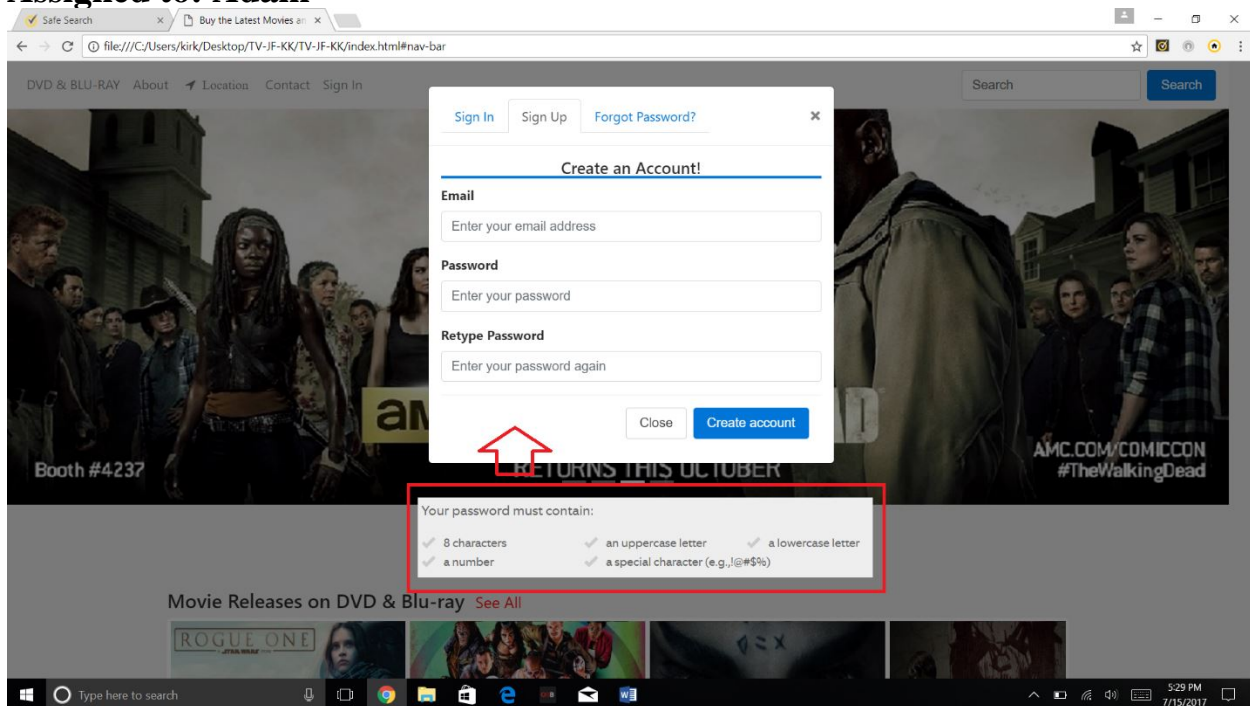 Assigned to: Adam
Safe Search
Buy the Latest Movies an
file:///C:/Users/kirk/Desktop/TV-JF-KK/TV-JF-KK/index.html#nav-bar
DVD & BLU-RAY About Location Contact Sign In
Search Search
Sign In Sign Up Forgot Password?
Create an Account!
Email
Enter your email address
Password
Enter your password
Retype Password
Enter your password again
Close Create account
Booth #4237
RETURNS THIS OCTOBER
AMC.COM/COMICCON
#TheWalkingDead
Your password must contain:
8 characters an uppercase letter a lowercase letter
a number a special character (e.g.,!@#$%)
Movie Releases on DVD & Blu-ray See All
ROGUE ONE
Type here to search
5:29 PM
7/15/2017